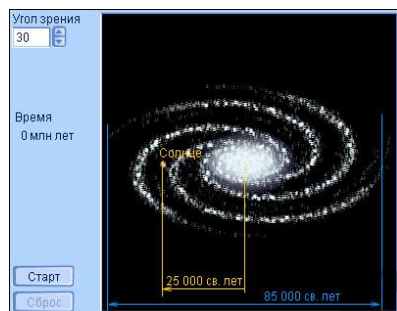 Угол зрения
30
Время
0 млн лет
Солнце
Старт
25 000 св. лет
Сброс
85 000 св. лет